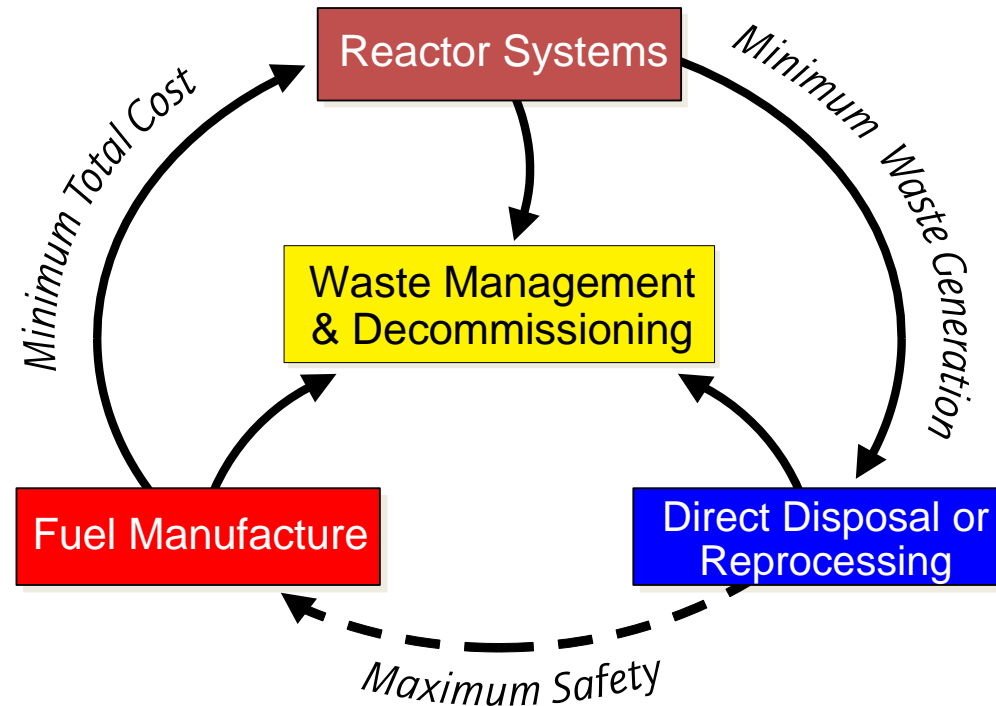 Reactor Systems
Minimum Total Cost
Minimum Waste Generation
Waste Management
& Decommissioning
Fuel Manufacture
Direct Disposal or
Reprocessing
Maximum Safety